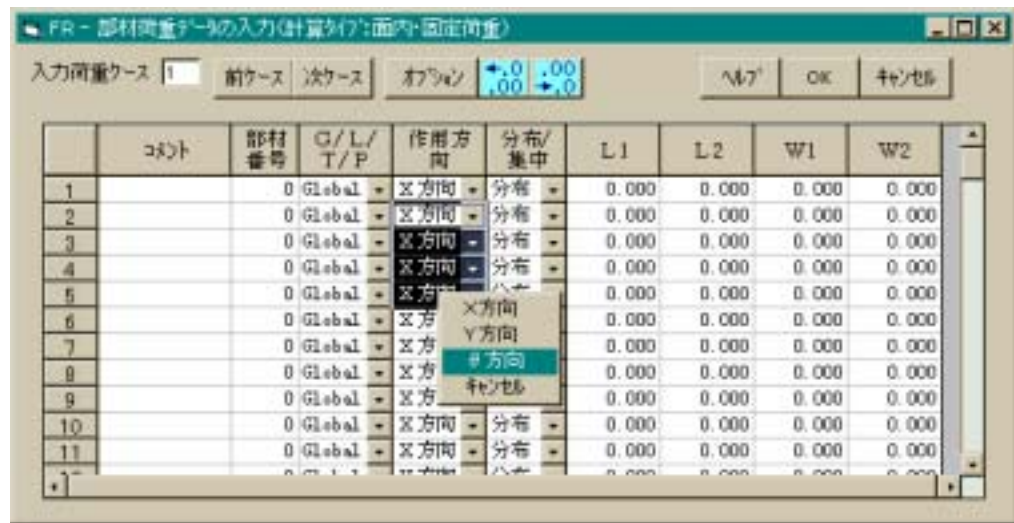 FR - 部材荷重ﾃﾞｰﾀの入力(計算ﾀｲﾌﾟ:面内・固定荷重)
入力荷重ｹｰｽ 1 前ｹｰｽ 次ｹｰｽ ｵﾌﾟｼｮﾝ ←.0 .00 .00 →.0 ﾍﾙﾌﾟ OK ｷｬﾝｾﾙ
ｺﾒﾝﾄ 部材番号 G/L/T/P 作用方向 分布/集中 L1 L2 W1 W2
1 0 Global X方向 分布 0.000 0.000 0.000 0.000
2 0 Global X方向 分布 0.000 0.000 0.000 0.000
3 0 Global X方向 分布 0.000 0.000 0.000 0.000
4 0 Global X方向 分布 0.000 0.000 0.000 0.000
5 0 Global X方 0.000 0.000 0.000 0.000
6 0 Global X方 0.000 0.000 0.000 0.000
7 0 Global X方 0.000 0.000 0.000 0.000
8 0 Global X方 0.000 0.000 0.000 0.000
9 0 Global X方 0.000 0.000 0.000 0.000
10 0 Global X方向 分布 0.000 0.000 0.000 0.000
11 0 Global X方向 分布 0.000 0.000 0.000 0.000
X方向
Y方向
θ方向
ｷｬﾝｾﾙ